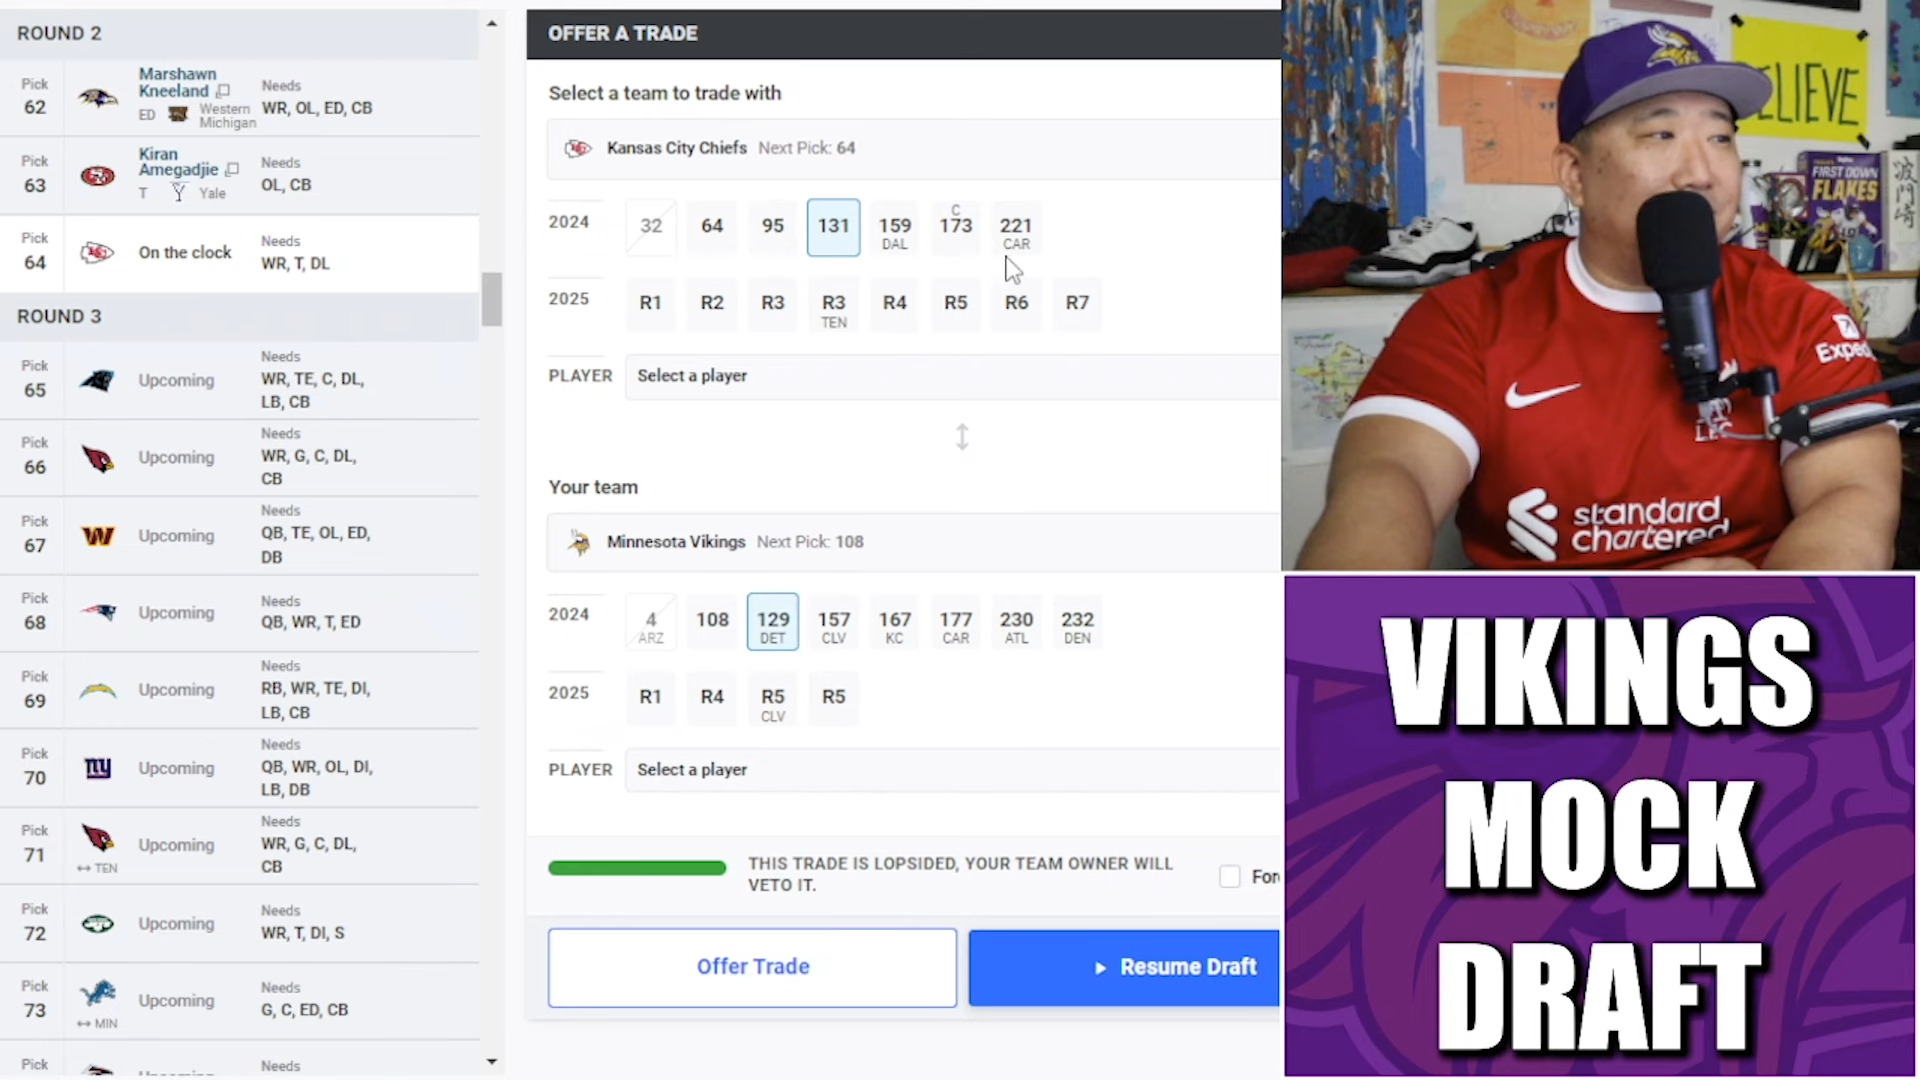 ROUND 2
Pick
62
Marshawn
Kneeland
ED
Western
Michigan
Needs
WR, OL, ED, CB
Pick
63
Kiran
Amegadjie
T
Y
Yale
Needs
OL, CB
Pick
64
On the clock
Needs
WR, T, DL
ROUND 3
Pick
65
Upcoming
Needs
WR, TE, C, DL,
LB, CB
Pick
66
Upcoming
Needs
WR, G, C, DL,
CB
Pick
67
W
Upcoming
Needs
QB, TE, OL, ED,
DB
Pick
68
Upcoming
Needs
QB, WR, T, ED
Pick
69
Upcoming
Needs
RB, WR, TE, DI,
LB, CB
Pick
70
ny
Upcoming
Needs
QB, WR, OL, DI,
LB, DB
Pick
71
↔ TEN
Upcoming
Needs
WR, G, C, DL,
CB
Pick
72
Upcoming
Needs
WR, T, DI, S
Pick
73
↔ MIN
Upcoming
Needs
G, C, ED, CB
Pick
Needs
OFFER A TRADE
Select a team to trade with
Kansas City Chiefs Next Pick: 64
2024 32 64 95 131 159 DAL C 173 221 CAR
2025 R1 R2 R3 R3 TEN R4 R5 R6 R7
PLAYER Select a player
Your team
Minnesota Vikings Next Pick: 108
2024 4 ARZ 108 129 DET 157 CLV 167 KC 177 CAR 230 ATL 232 DEN
2025 R1 R4 R5 CLV R5
PLAYER Select a player
THIS TRADE IS LOPSIDED, YOUR TEAM OWNER WILL
VETO IT.
For
Offer Trade
Resume Draft
ELIEVE
FIRST DOWN
FLAKES
Exped
standard
chartered
VIKINGS
MOCK
DRAFT